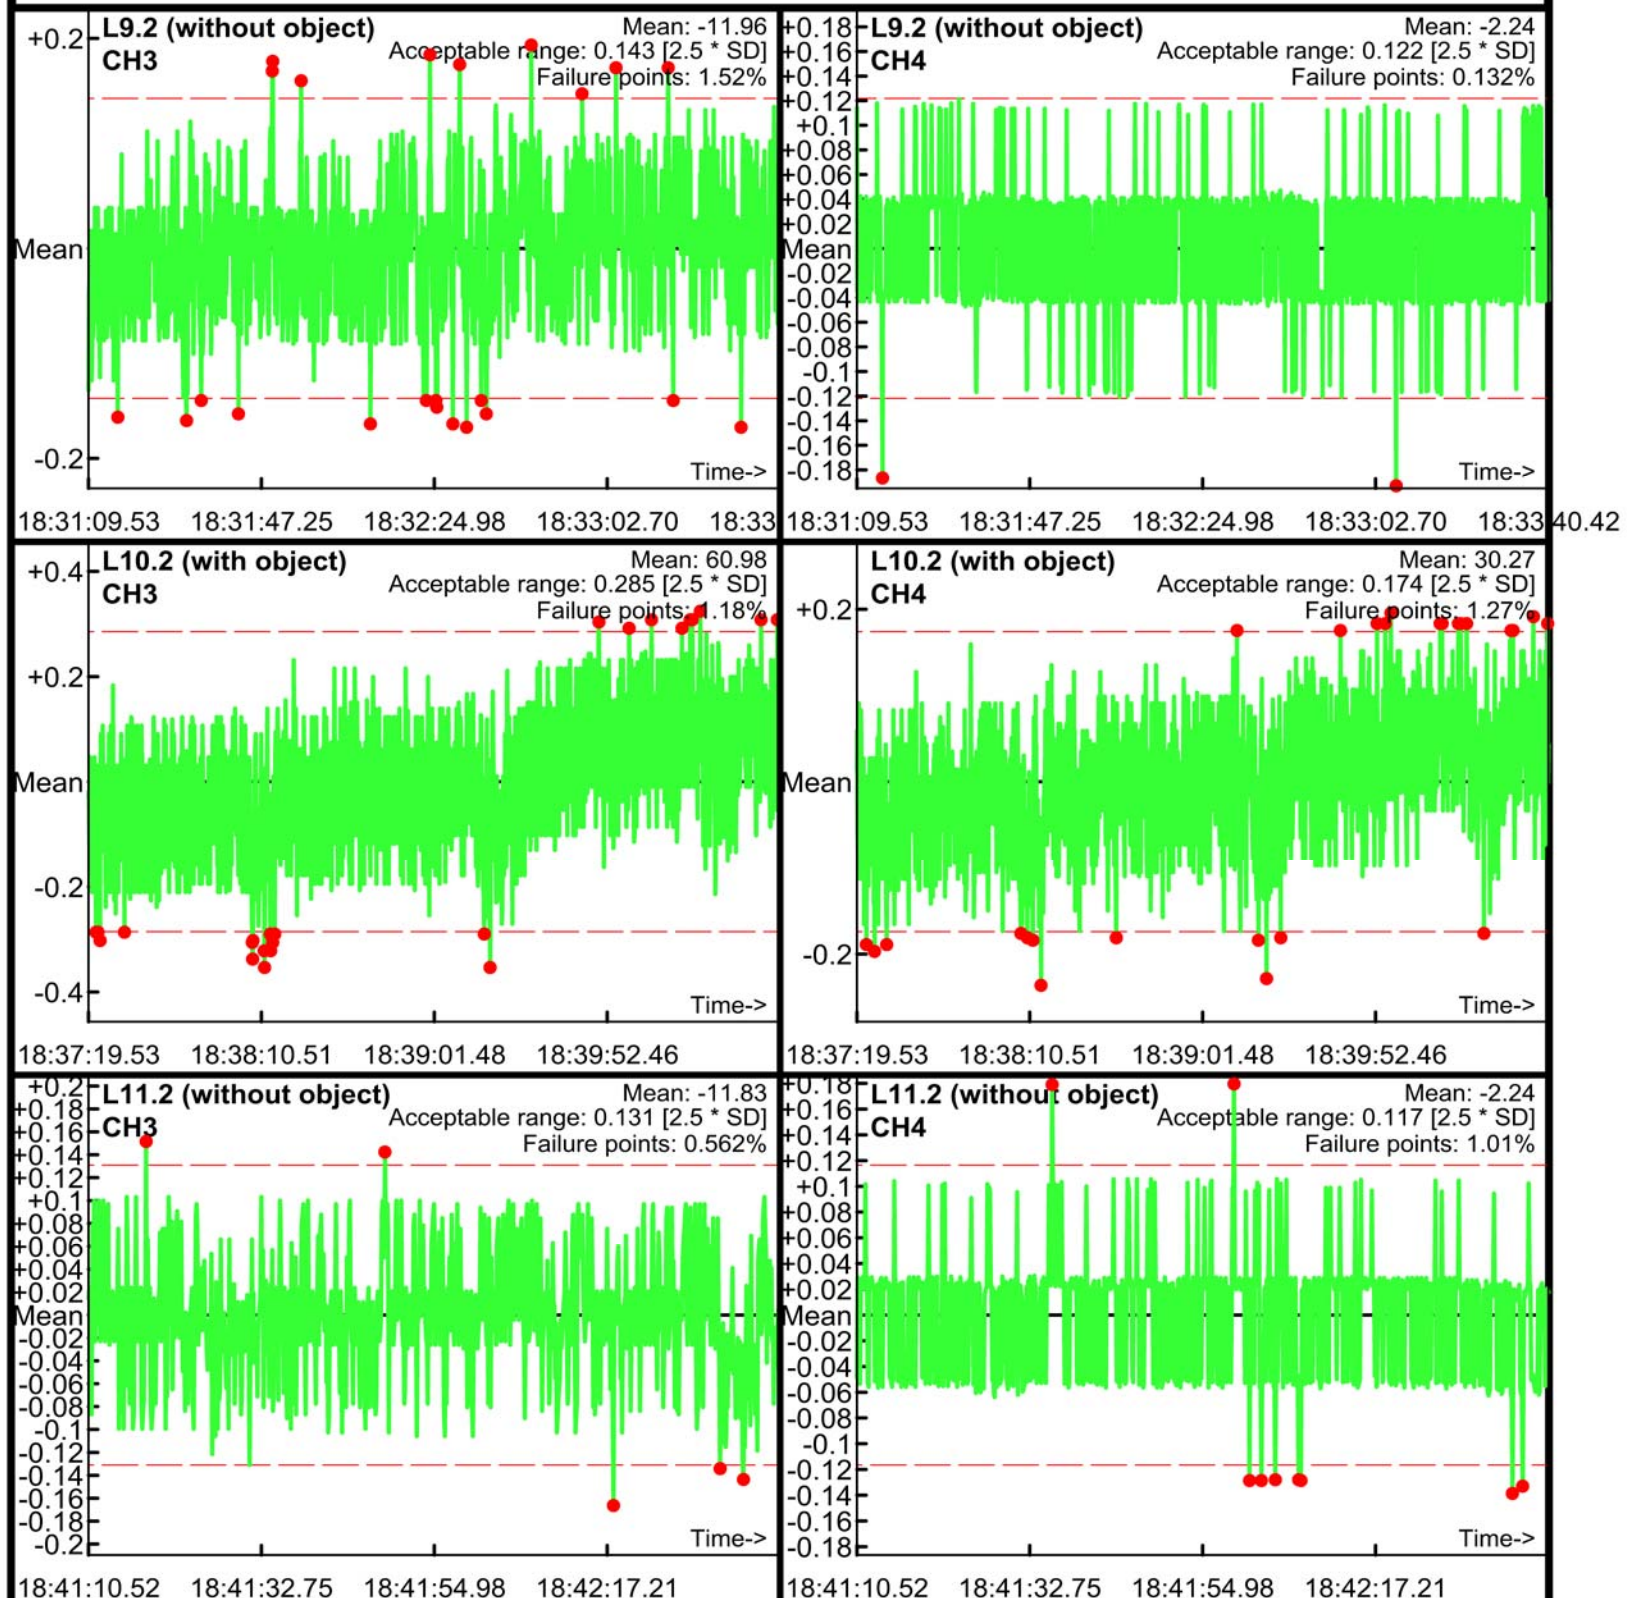 L9.2 (without object)
CH3
Mean: -11.96
Acceptable range: 0.143 [2.5 * SD]
Failure points: 1.52%
+0.2
Mean
-0.2
Time->
18:31:09.53 18:31:47.25 18:32:24.98 18:33:02.70 18:33
L9.2 (without object)
CH4
Mean: -2.24
Acceptable range: 0.122 [2.5 * SD]
Failure points: 0.132%
+0.18
+0.16
+0.14
+0.12
+0.1
+0.08
+0.06
+0.04
+0.02
Mean
-0.02
-0.04
-0.06
-0.08
-0.1
-0.12
-0.14
-0.16
-0.18
Time->
18:31:09.53 18:31:47.25 18:32:24.98 18:33:02.70 18:33:40.42
L10.2 (with object)
CH3
Mean: 60.98
Acceptable range: 0.285 [2.5 * SD]
Failure points: 1.18%
+0.4
+0.2
Mean
-0.2
-0.4
Time->
18:37:19.53 18:38:10.51 18:39:01.48 18:39:52.46
L10.2 (with object)
CH4
Mean: 30.27
Acceptable range: 0.174 [2.5 * SD]
Failure points: 1.27%
+0.2
Mean
-0.2
Time->
18:37:19.53 18:38:10.51 18:39:01.48 18:39:52.46
L11.2 (without object)
CH3
Mean: -11.83
Acceptable range: 0.131 [2.5 * SD]
Failure points: 0.562%
+0.2
+0.18
+0.16
+0.14
+0.12
+0.1
+0.08
+0.06
+0.04
+0.02
Mean
-0.02
-0.04
-0.06
-0.08
-0.1
-0.12
-0.14
-0.16
-0.18
-0.2
Time->
18:41:10.52 18:41:32.75 18:41:54.98 18:42:17.21
L11.2 (without object)
CH4
Mean: -2.24
Acceptable range: 0.117 [2.5 * SD]
Failure points: 1.01%
+0.18
+0.16
+0.14
+0.12
+0.1
+0.08
+0.06
+0.04
+0.02
Mean
-0.02
-0.04
-0.06
-0.08
-0.1
-0.12
-0.14
-0.16
-0.18
Time->
18:41:10.52 18:41:32.75 18:41:54.98 18:42:17.21